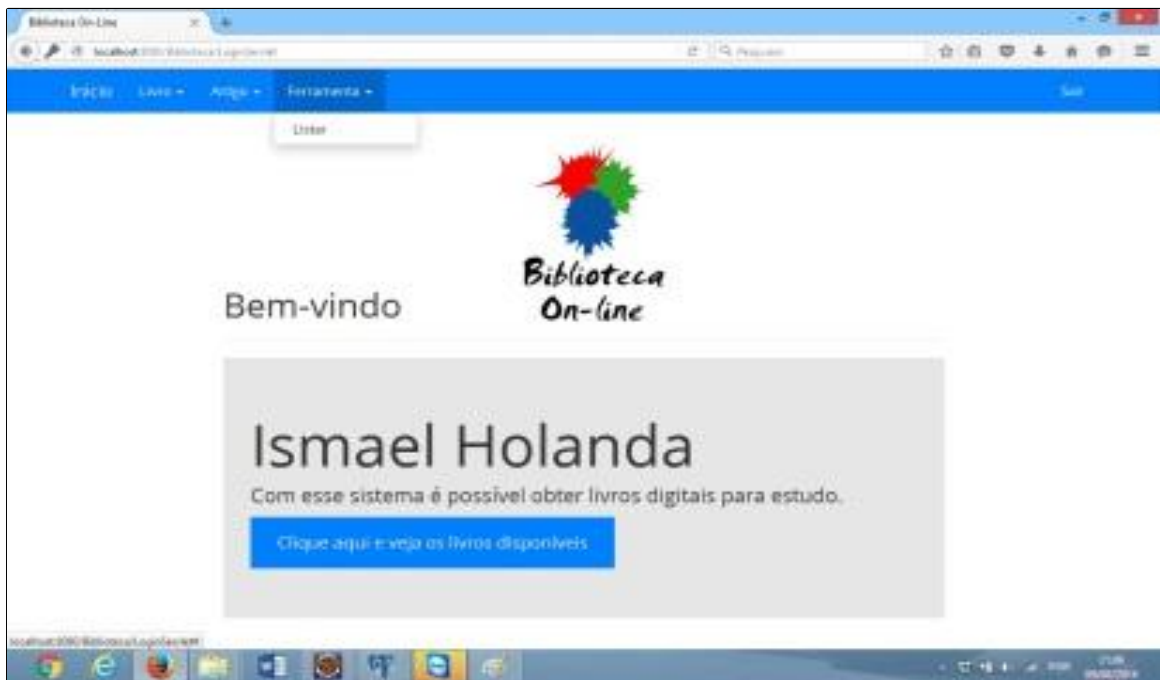 Biblioteca On-Line
Início Livro Artigo Ferramenta Sair
Listar
Biblioteca
On-line
Bem-vindo
Ismael Holanda
Com esse sistema é possível obter livros digitais para estudo.
Clique aqui e veja os livros disponíveis